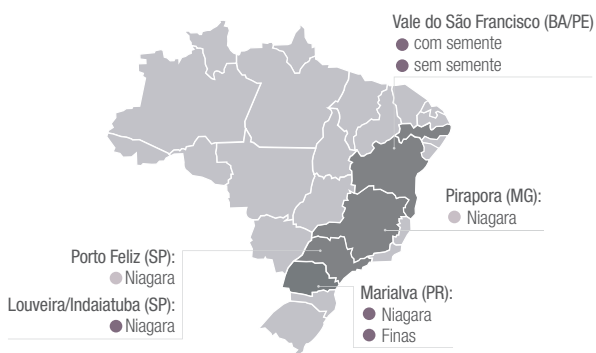 Vale do São Francisco (BA/PE)
com semente
sem semente
Pirapora (MG):
Niagara
Porto Feliz (SP):
Niagara
Louveira/Indaiatuba (SP):
Niagara
Marialva (PR):
Niagara
Finas